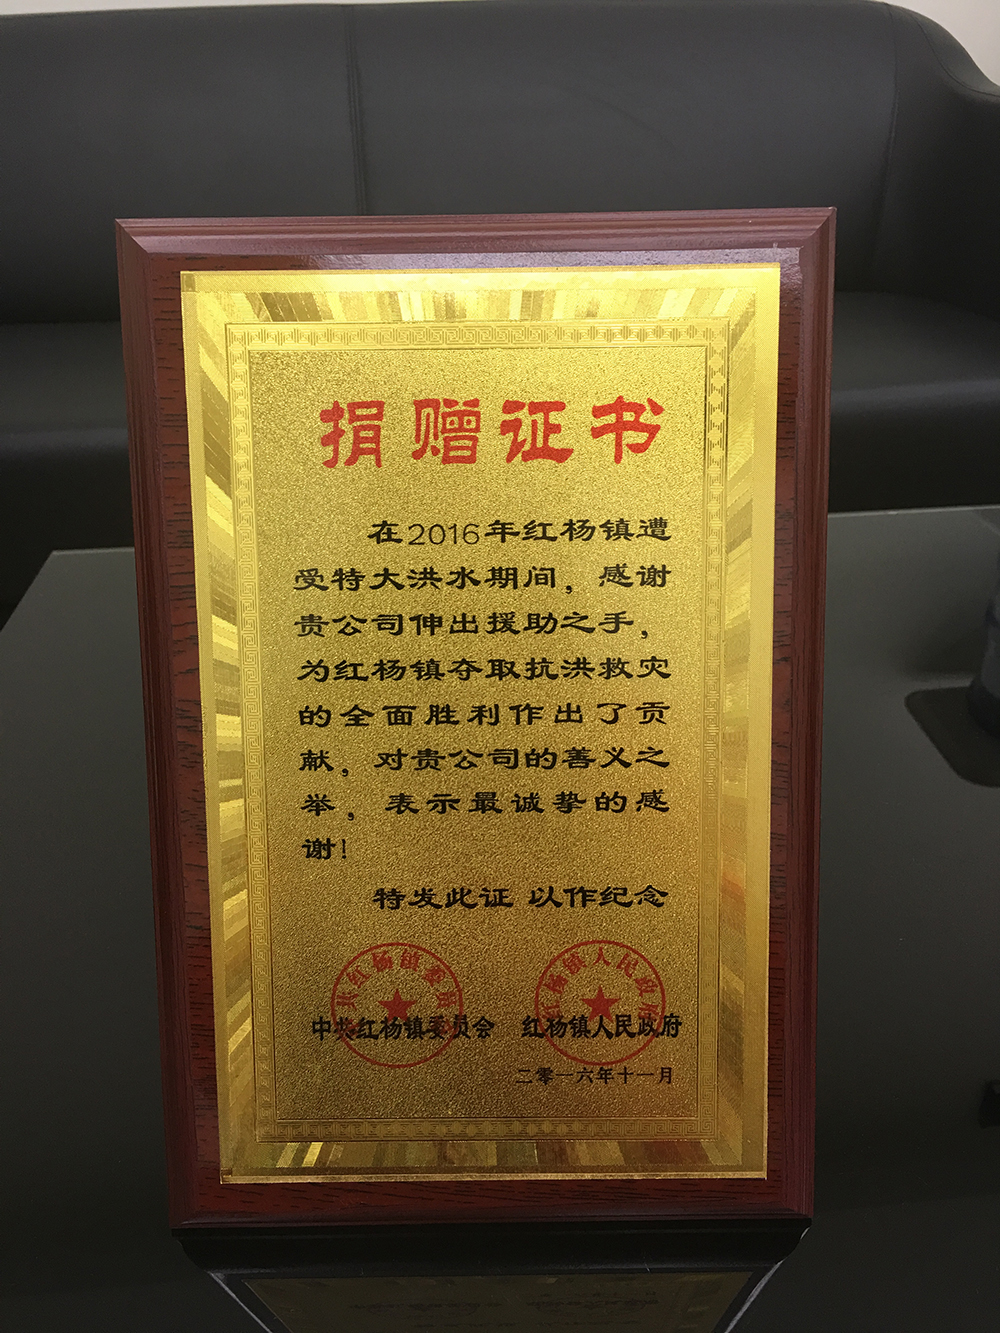 捐赠证书
在2016年红杨镇遭
受特大洪水期间，感谢
贵公司伸出援助之手，
为红杨镇夺取抗洪救灾
的全面胜利作出了贡
献，对贵公司的善义之
举，表示最诚挚的感
谢！
特发此证 以作纪念
中共红杨镇委员会 红杨镇人民政府
二零一六年十一月